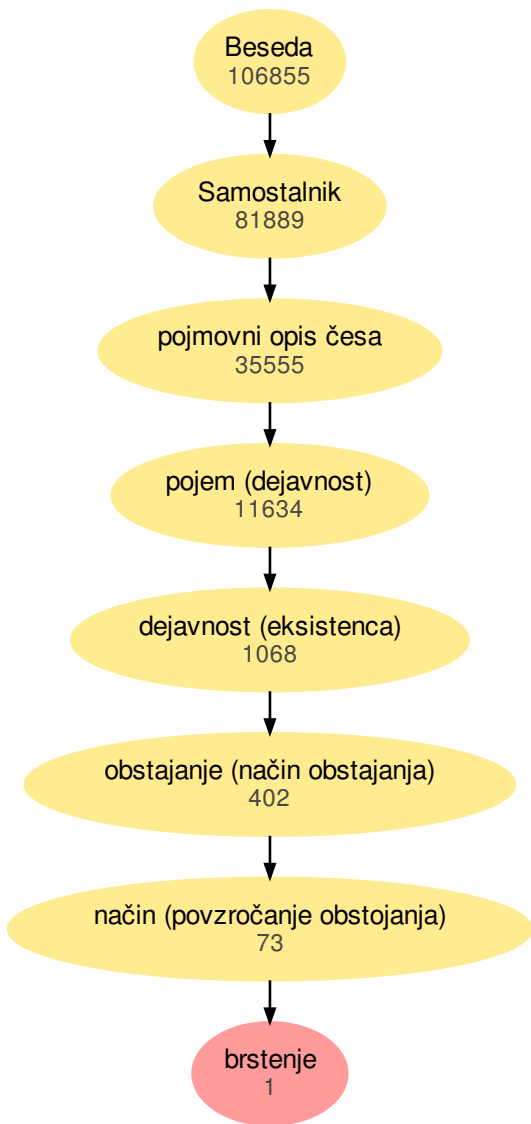 Beseda
106855
Samostalnik
81889
pojmovni opis česa
35555
pojem (dejavnost)
11634
dejavnost (eksistenca)
1068
obstajanje (način obstajanja)
402
način (povzročanje obstojanja)
73
brstenje
1